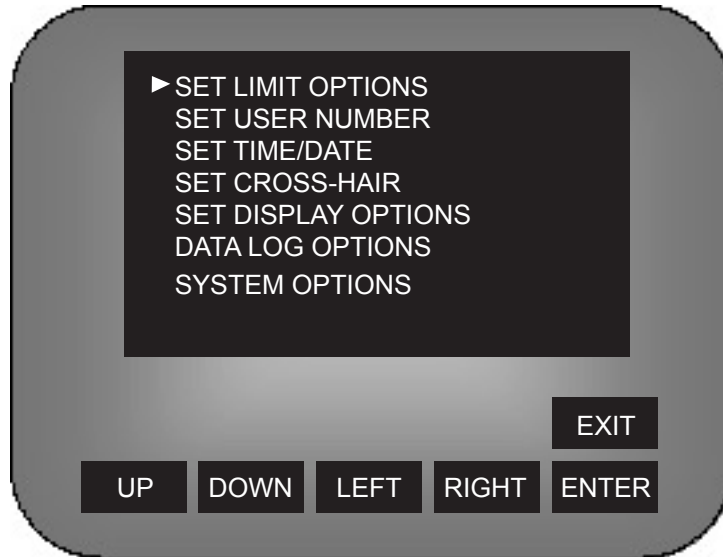 SET LIMIT OPTIONS
SET USER NUMBER
SET TIME/DATE
SET CROSS-HAIR
SET DISPLAY OPTIONS
DATA LOG OPTIONS
SYSTEM OPTIONS
EXIT
UP DOWN LEFT RIGHT ENTER